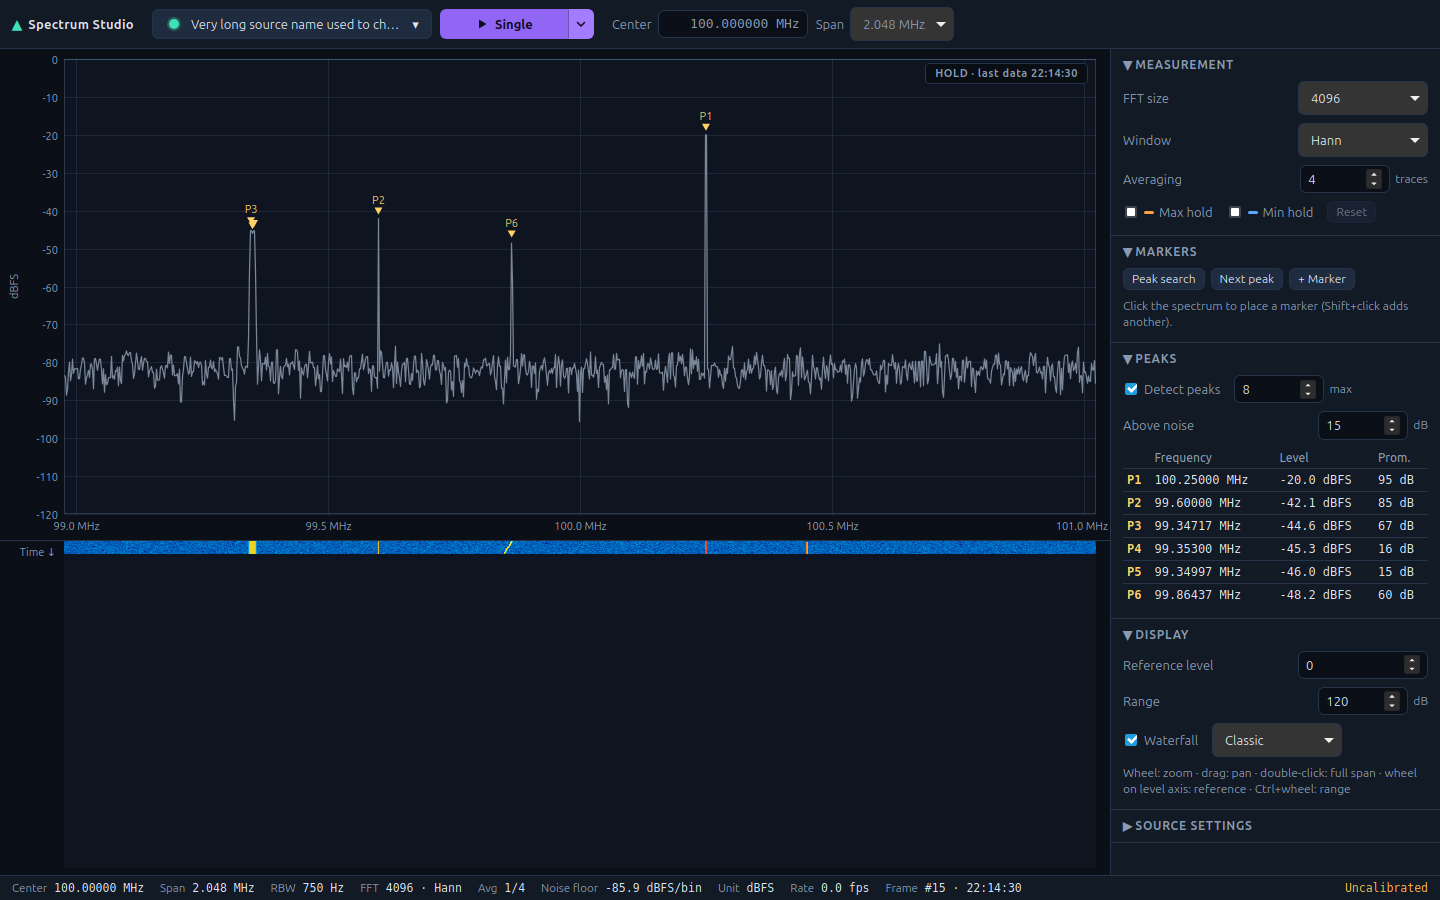 Spectrum Studio
Very long source name used to ch… ▾
Single
Center 100.000000 MHz
Span 2.048 MHz
HOLD · last data 22:14:30
0
-10
-20
-30
-40
-50
-60
-70
-80
-90
-100
-110
-120
dBFS
P1
P2
P3
P6
99.0 MHz 99.5 MHz 100.0 MHz 100.5 MHz 101.0 MHz
Time ↓
▼ MEASUREMENT
FFT size 4096
Window Hann
Averaging 4 traces
Max hold Min hold Reset
▼ MARKERS
Peak search Next peak + Marker
Click the spectrum to place a marker (Shift+click adds
another).
▼ PEAKS
Detect peaks 8 max
Above noise 15 dB
Frequency Level Prom.
P1 100.25000 MHz -20.0 dBFS 95 dB
P2 99.60000 MHz -42.1 dBFS 85 dB
P3 99.34717 MHz -44.6 dBFS 67 dB
P4 99.35300 MHz -45.3 dBFS 16 dB
P5 99.34997 MHz -46.0 dBFS 15 dB
P6 99.86437 MHz -48.2 dBFS 60 dB
▼ DISPLAY
Reference level 0
Range 120 dB
Waterfall Classic
Wheel: zoom · drag: pan · double-click: full span · wheel
on level axis: reference · Ctrl+wheel: range
▶ SOURCE SETTINGS
Center 100.00000 MHz Span 2.048 MHz RBW 750 Hz FFT 4096 · Hann Avg 1/4 Noise floor -85.9 dBFS/bin Unit dBFS Rate 0.0 fps Frame #15 · 22:14:30 Uncalibrated